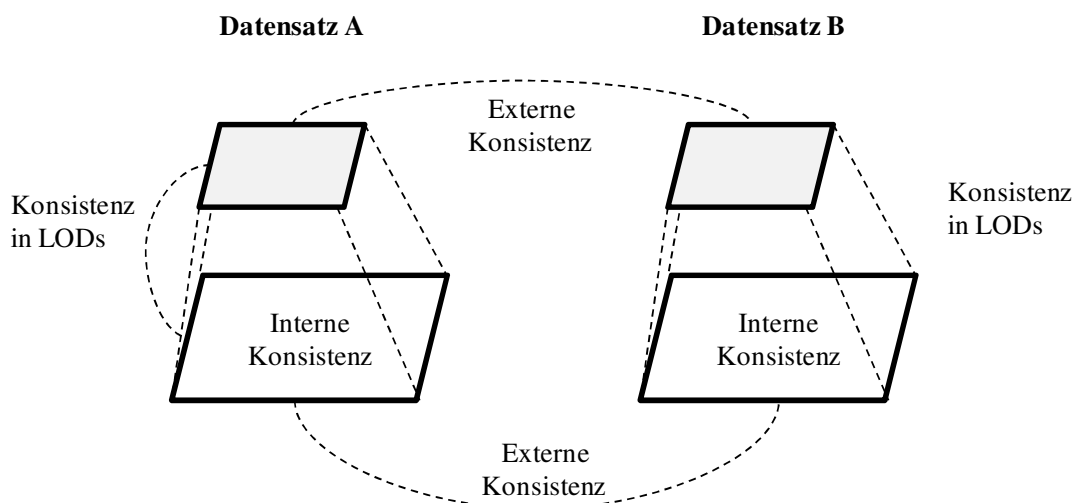 Datensatz A
Datensatz B
Externe
Konsistenz
Konsistenz
in LODs
Konsistenz
in LODs
Interne
Konsistenz
Interne
Konsistenz
Externe
Konsistenz